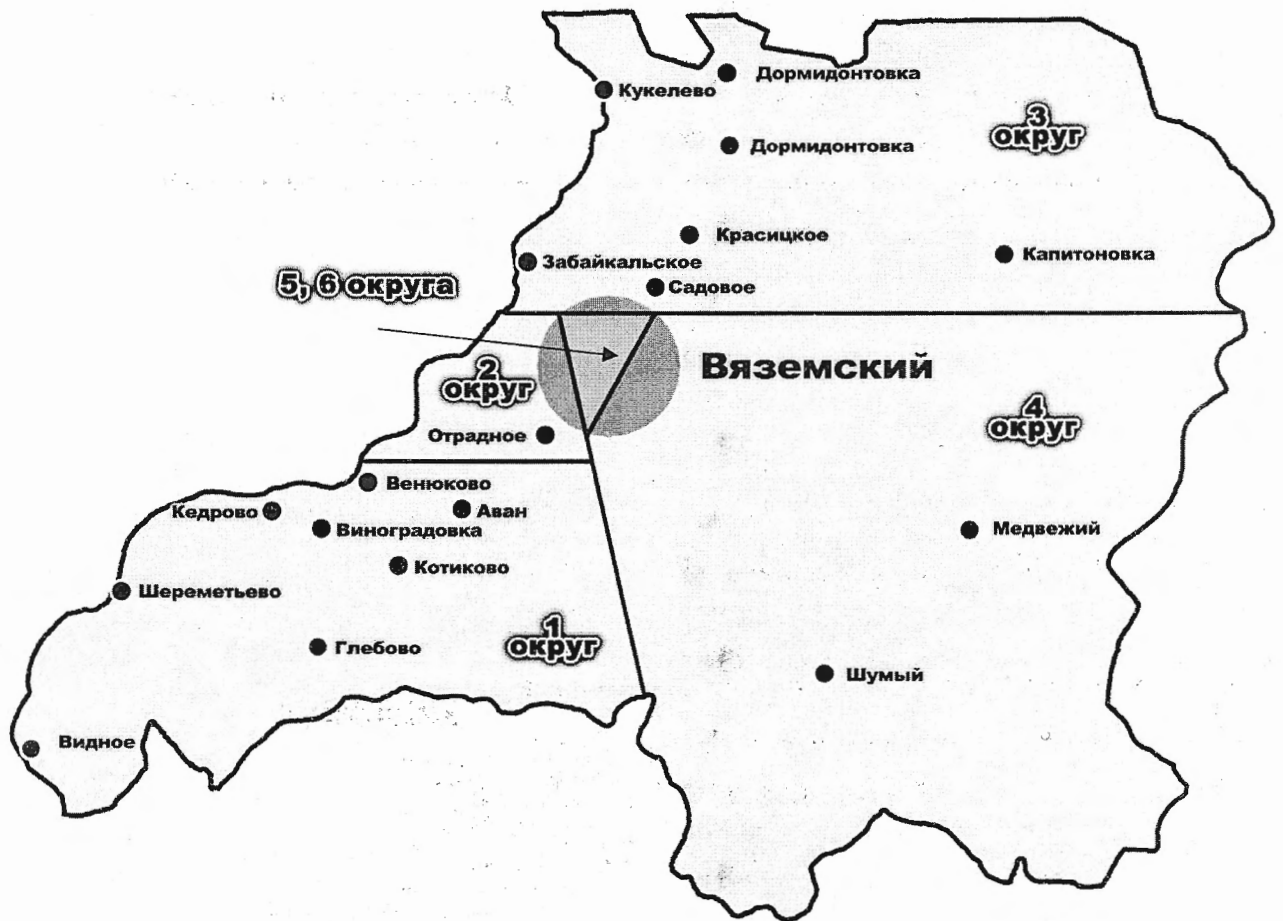 Дормидонтовка
Кукелево
3
округ
Дормидонтовка
Красицкое
Забайкальское
Капитоновка
5, 6 округа
Садовое
Вяземский
2
округ
4
округ
Отрадное
Венюково
Кедрово
Аван
Виноградовка
Медвежий
Котиково
Шереметьево
1
округ
Глебово
Шумый
Видное